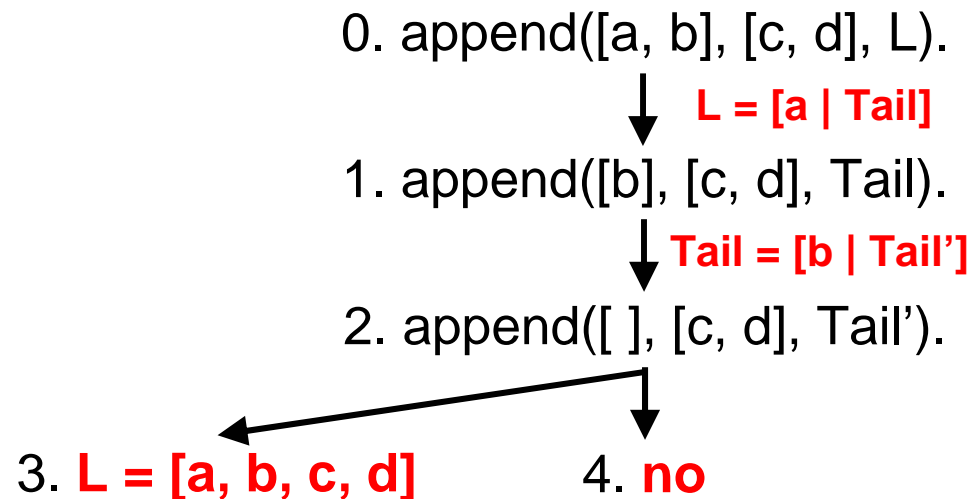 0. append([a, b], [c, d], L).
L = [a | Tail]
1. append([b], [c, d], Tail).
Tail = [b | Tail’]
2. append([ ], [c, d], Tail’).
3. L = [a, b, c, d] 4. no